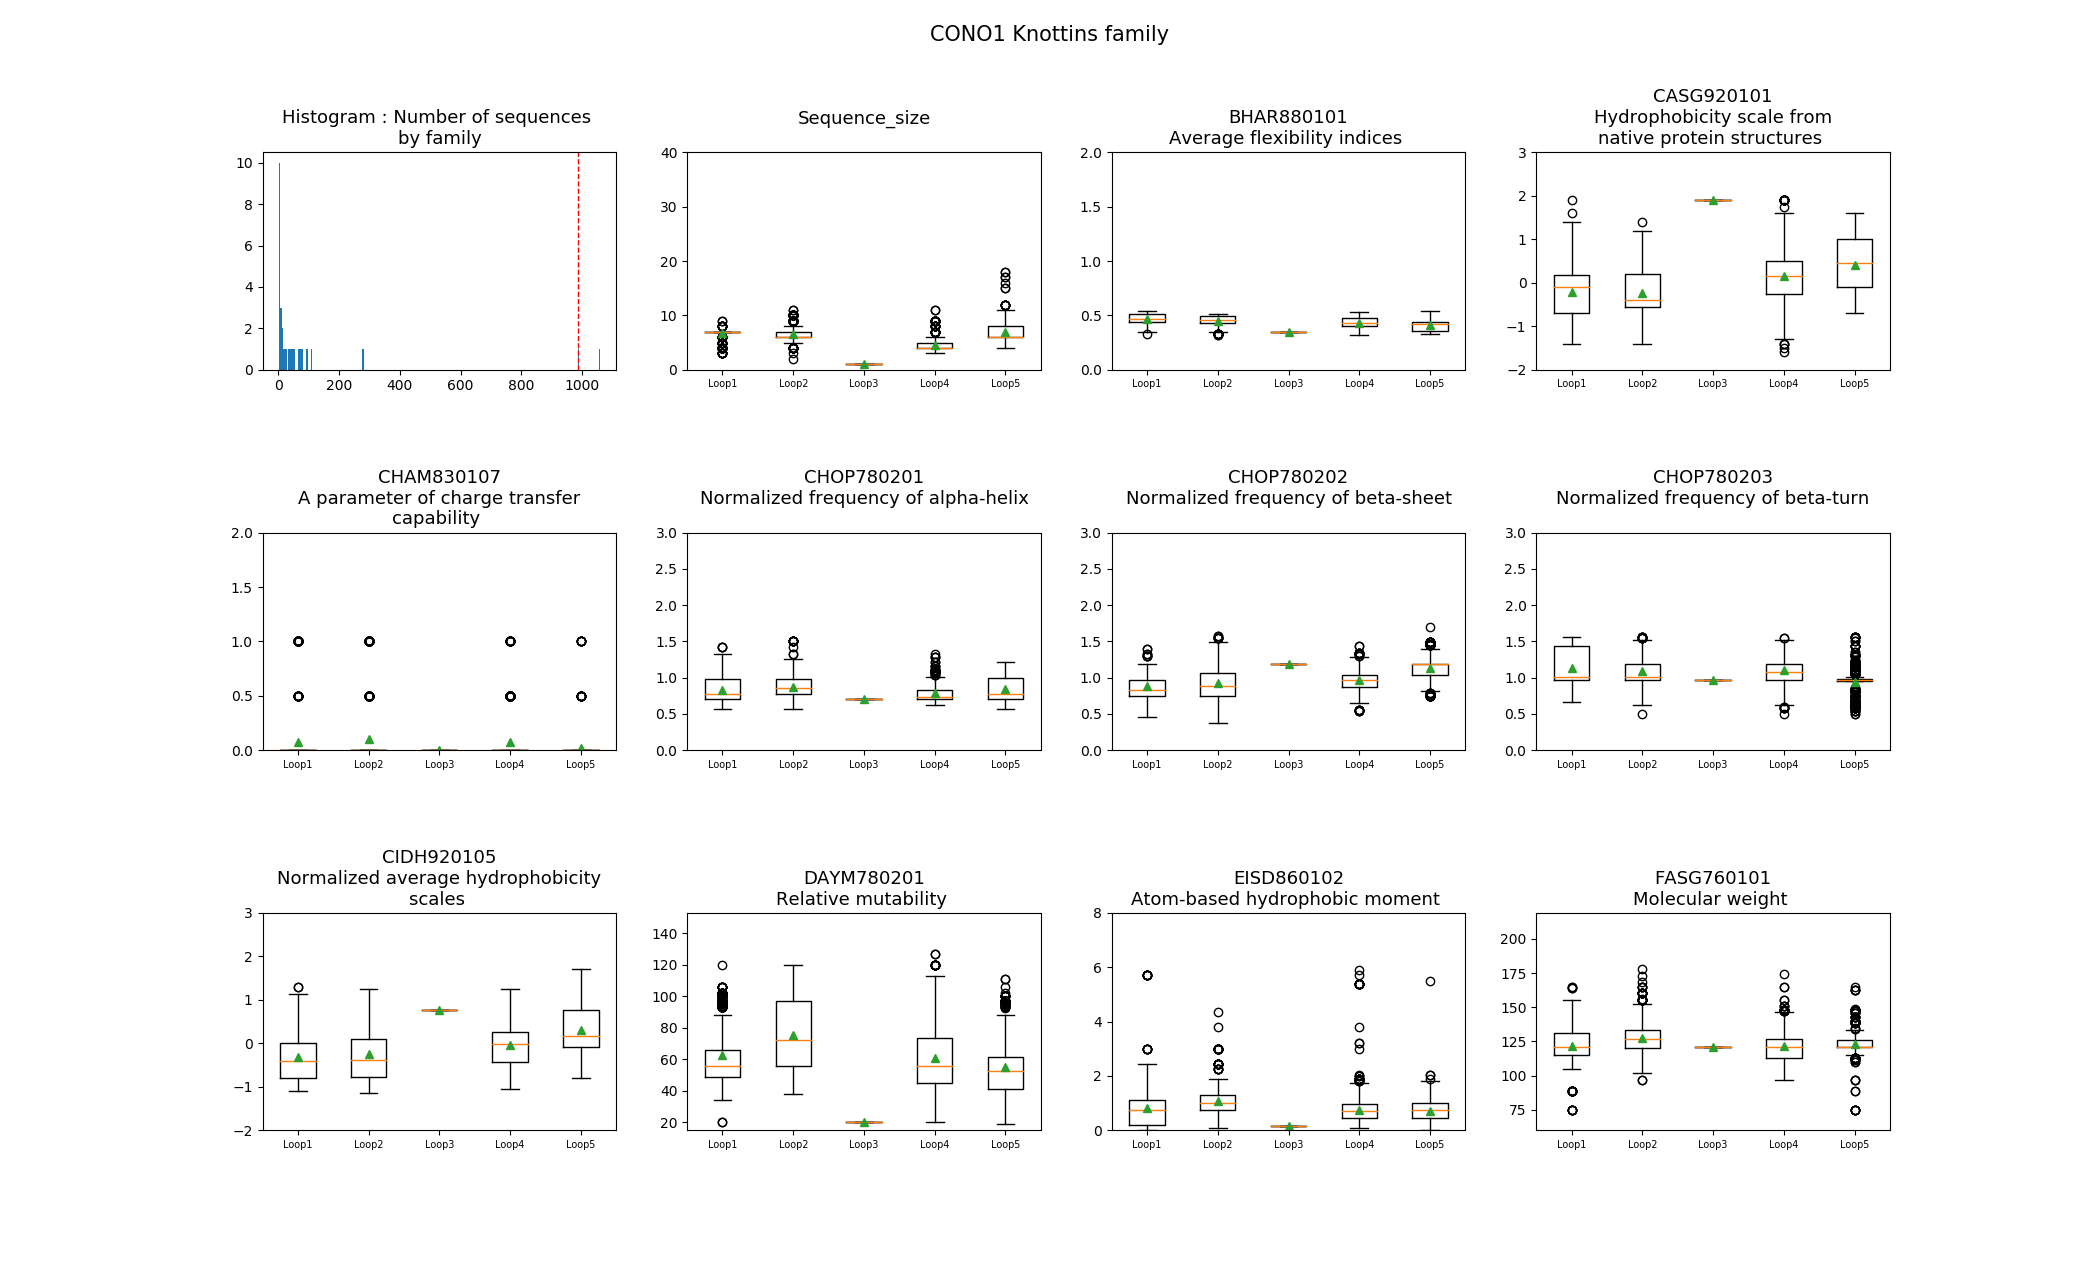 CONO1 Knottins family
Histogram : Number of sequences
by family
10
8
6
4
2
0
0 200 400 600 800 1000
Sequence_size
40
30
20
10
0
Loop1 Loop2 Loop3 Loop4 Loop5
BHAR880101
Average flexibility indices
2.0
1.5
1.0
0.5
0.0
Loop1 Loop2 Loop3 Loop4 Loop5
CASG920101
Hydrophobicity scale from
native protein structures
3
2
1
0
−1
−2
Loop1 Loop2 Loop3 Loop4 Loop5
CHAM830107
A parameter of charge transfer
capability
2.0
1.5
1.0
0.5
0.0
Loop1 Loop2 Loop3 Loop4 Loop5
CHOP780201
Normalized frequency of alpha-helix
3.0
2.5
2.0
1.5
1.0
0.5
0.0
Loop1 Loop2 Loop3 Loop4 Loop5
CHOP780202
Normalized frequency of beta-sheet
3.0
2.5
2.0
1.5
1.0
0.5
0.0
Loop1 Loop2 Loop3 Loop4 Loop5
CHOP780203
Normalized frequency of beta-turn
3.0
2.5
2.0
1.5
1.0
0.5
0.0
Loop1 Loop2 Loop3 Loop4 Loop5
CIDH920105
Normalized average hydrophobicity
scales
3
2
1
0
−1
−2
Loop1 Loop2 Loop3 Loop4 Loop5
DAYM780201
Relative mutability
140
120
100
80
60
40
20
Loop1 Loop2 Loop3 Loop4 Loop5
EISD860102
Atom-based hydrophobic moment
8
6
4
2
0
Loop1 Loop2 Loop3 Loop4 Loop5
FASG760101
Molecular weight
200
175
150
125
100
75
Loop1 Loop2 Loop3 Loop4 Loop5